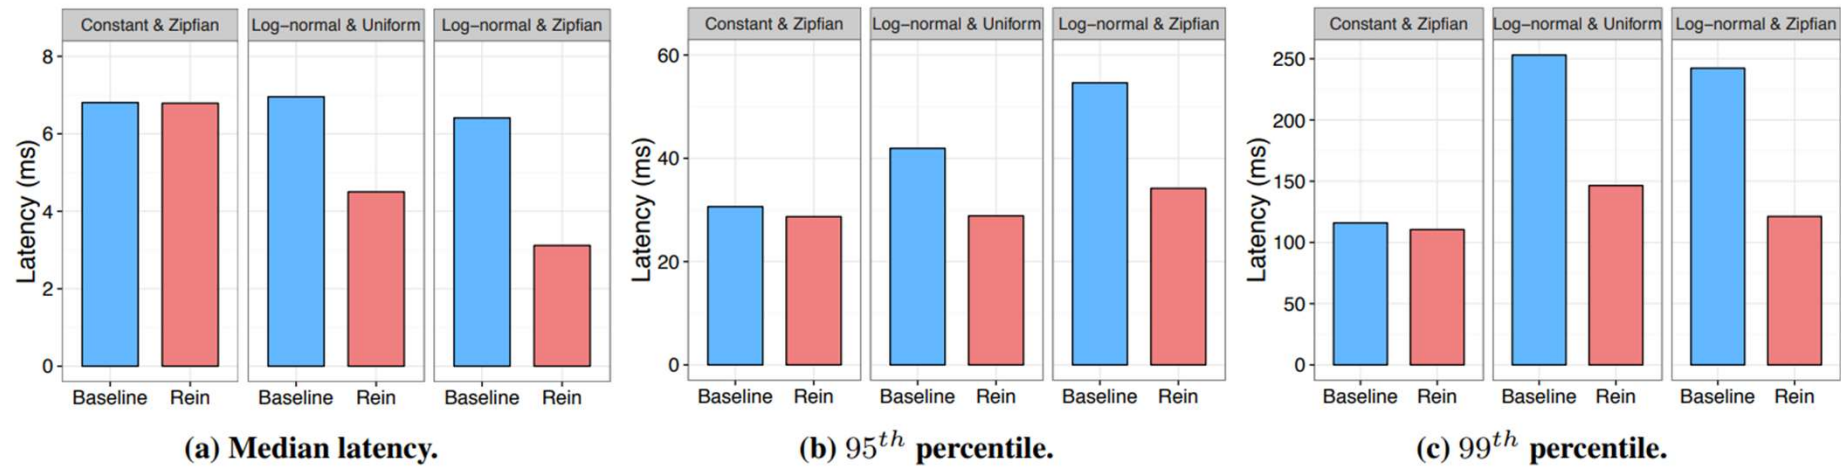 Constant & Zipfian Log−normal & Uniform Log−normal & Zipfian
8
6
4
2
0
Latency (ms)
Baseline Rein Baseline Rein Baseline Rein
(a) Median latency.
Constant & Zipfian Log−normal & Uniform Log−normal & Zipfian
60
40
20
0
Latency (ms)
Baseline Rein Baseline Rein Baseline Rein
(b) 95th percentile.
Constant & Zipfian Log−normal & Uniform Log−normal & Zipfian
250
200
150
100
50
0
Latency (ms)
Baseline Rein Baseline Rein Baseline Rein
(c) 99th percentile.